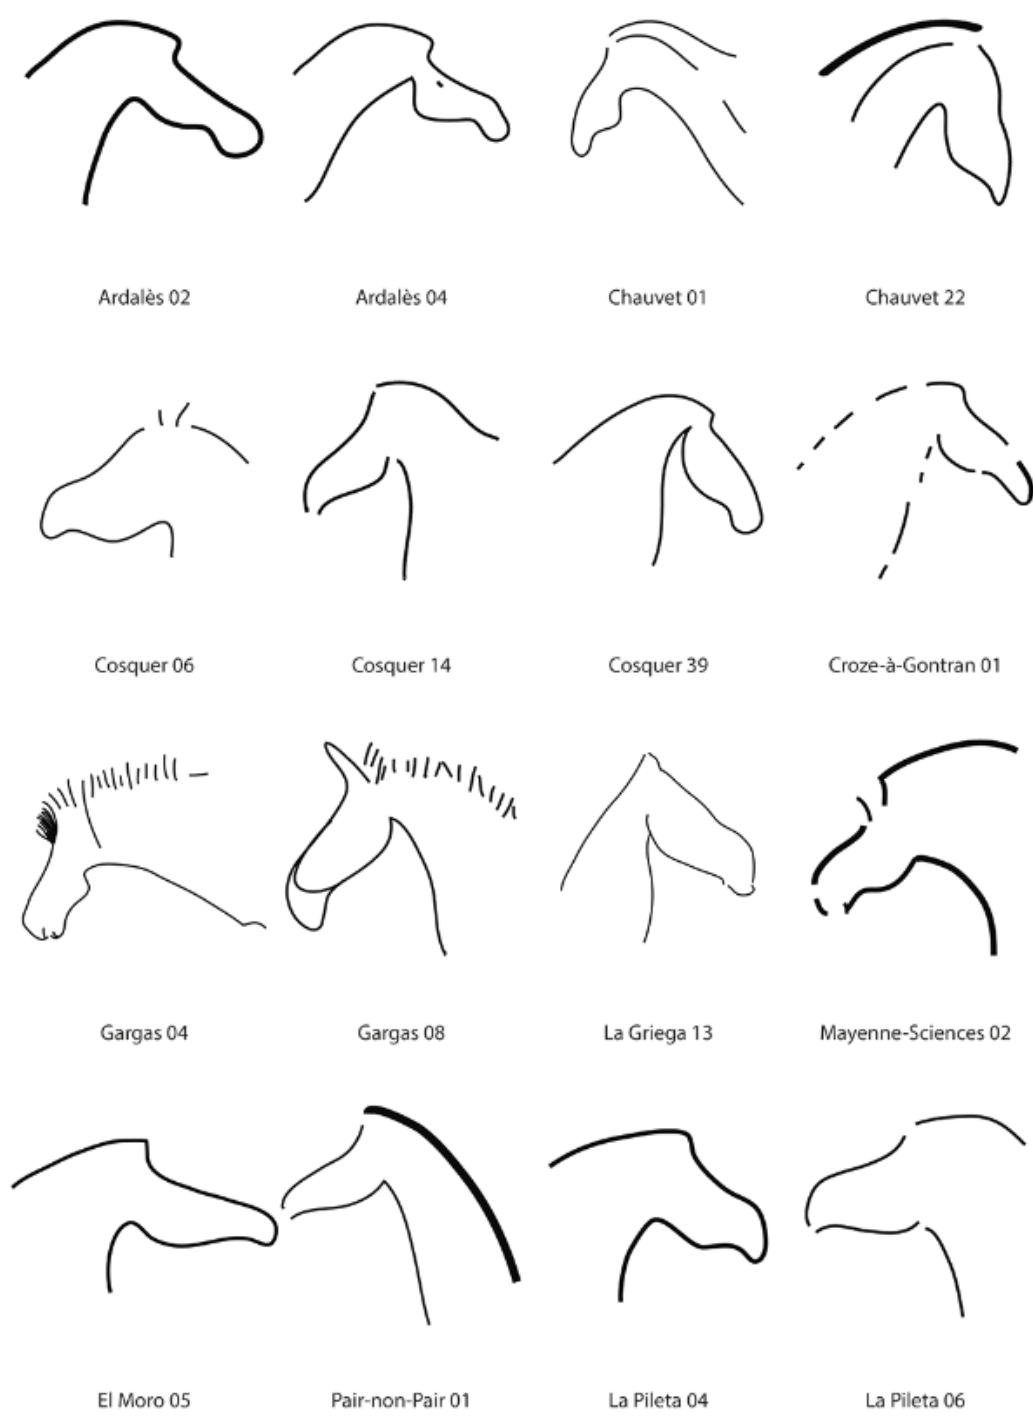 Ardalès 02
Ardalès 04
Chauvet 01
Chauvet 22
Cosquer 06
Cosquer 14
Cosquer 39
Croze-à-Gontran 01
Gargas 04
Gargas 08
La Griega 13
Mayenne-Sciences 02
El Moro 05
Pair-non-Pair 01
La Pileta 04
La Pileta 06